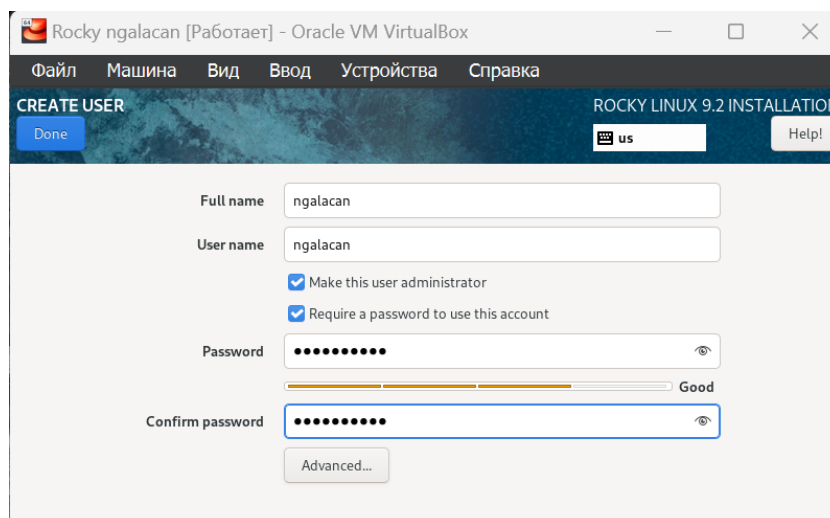 64
Rocky ngalacan [Работает] - Oracle VM VirtualBox
Файл Машина Вид Ввод Устройства Справка
CREATE USER
ROCKY LINUX 9.2 INSTALLATIO
Done
us
Help!
Full name ngalacan
User name ngalacan
Make this user administrator
Require a password to use this account
Password ••••••••••
Good
Confirm password ••••••••••
Advanced...